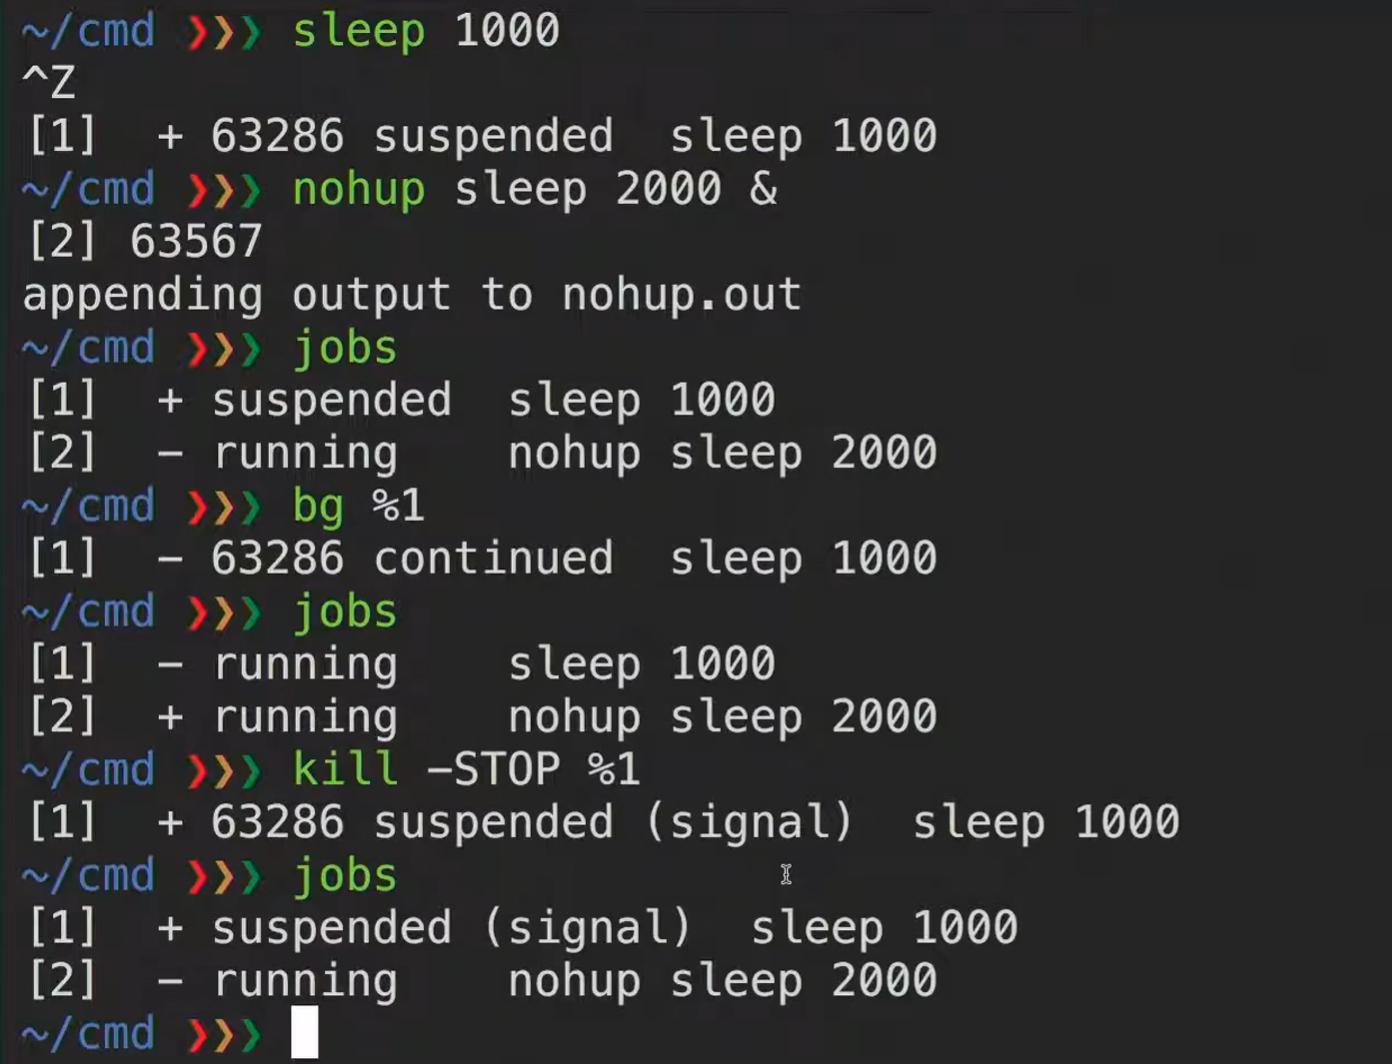 ~/cmd ❯❯❯ sleep 1000
^Z
[1]  + 63286 suspended  sleep 1000
~/cmd ❯❯❯ nohup sleep 2000 &
[2] 63567
appending output to nohup.out
~/cmd ❯❯❯ jobs
[1]  + suspended  sleep 1000
[2]  - running    nohup sleep 2000
~/cmd ❯❯❯ bg %1
[1]  - 63286 continued  sleep 1000
~/cmd ❯❯❯ jobs
[1]  - running    sleep 1000
[2]  + running    nohup sleep 2000
~/cmd ❯❯❯ kill -STOP %1
[1]  + 63286 suspended (signal)  sleep 1000
~/cmd ❯❯❯ jobs
[1]  + suspended (signal)  sleep 1000
[2]  - running    nohup sleep 2000
~/cmd ❯❯❯